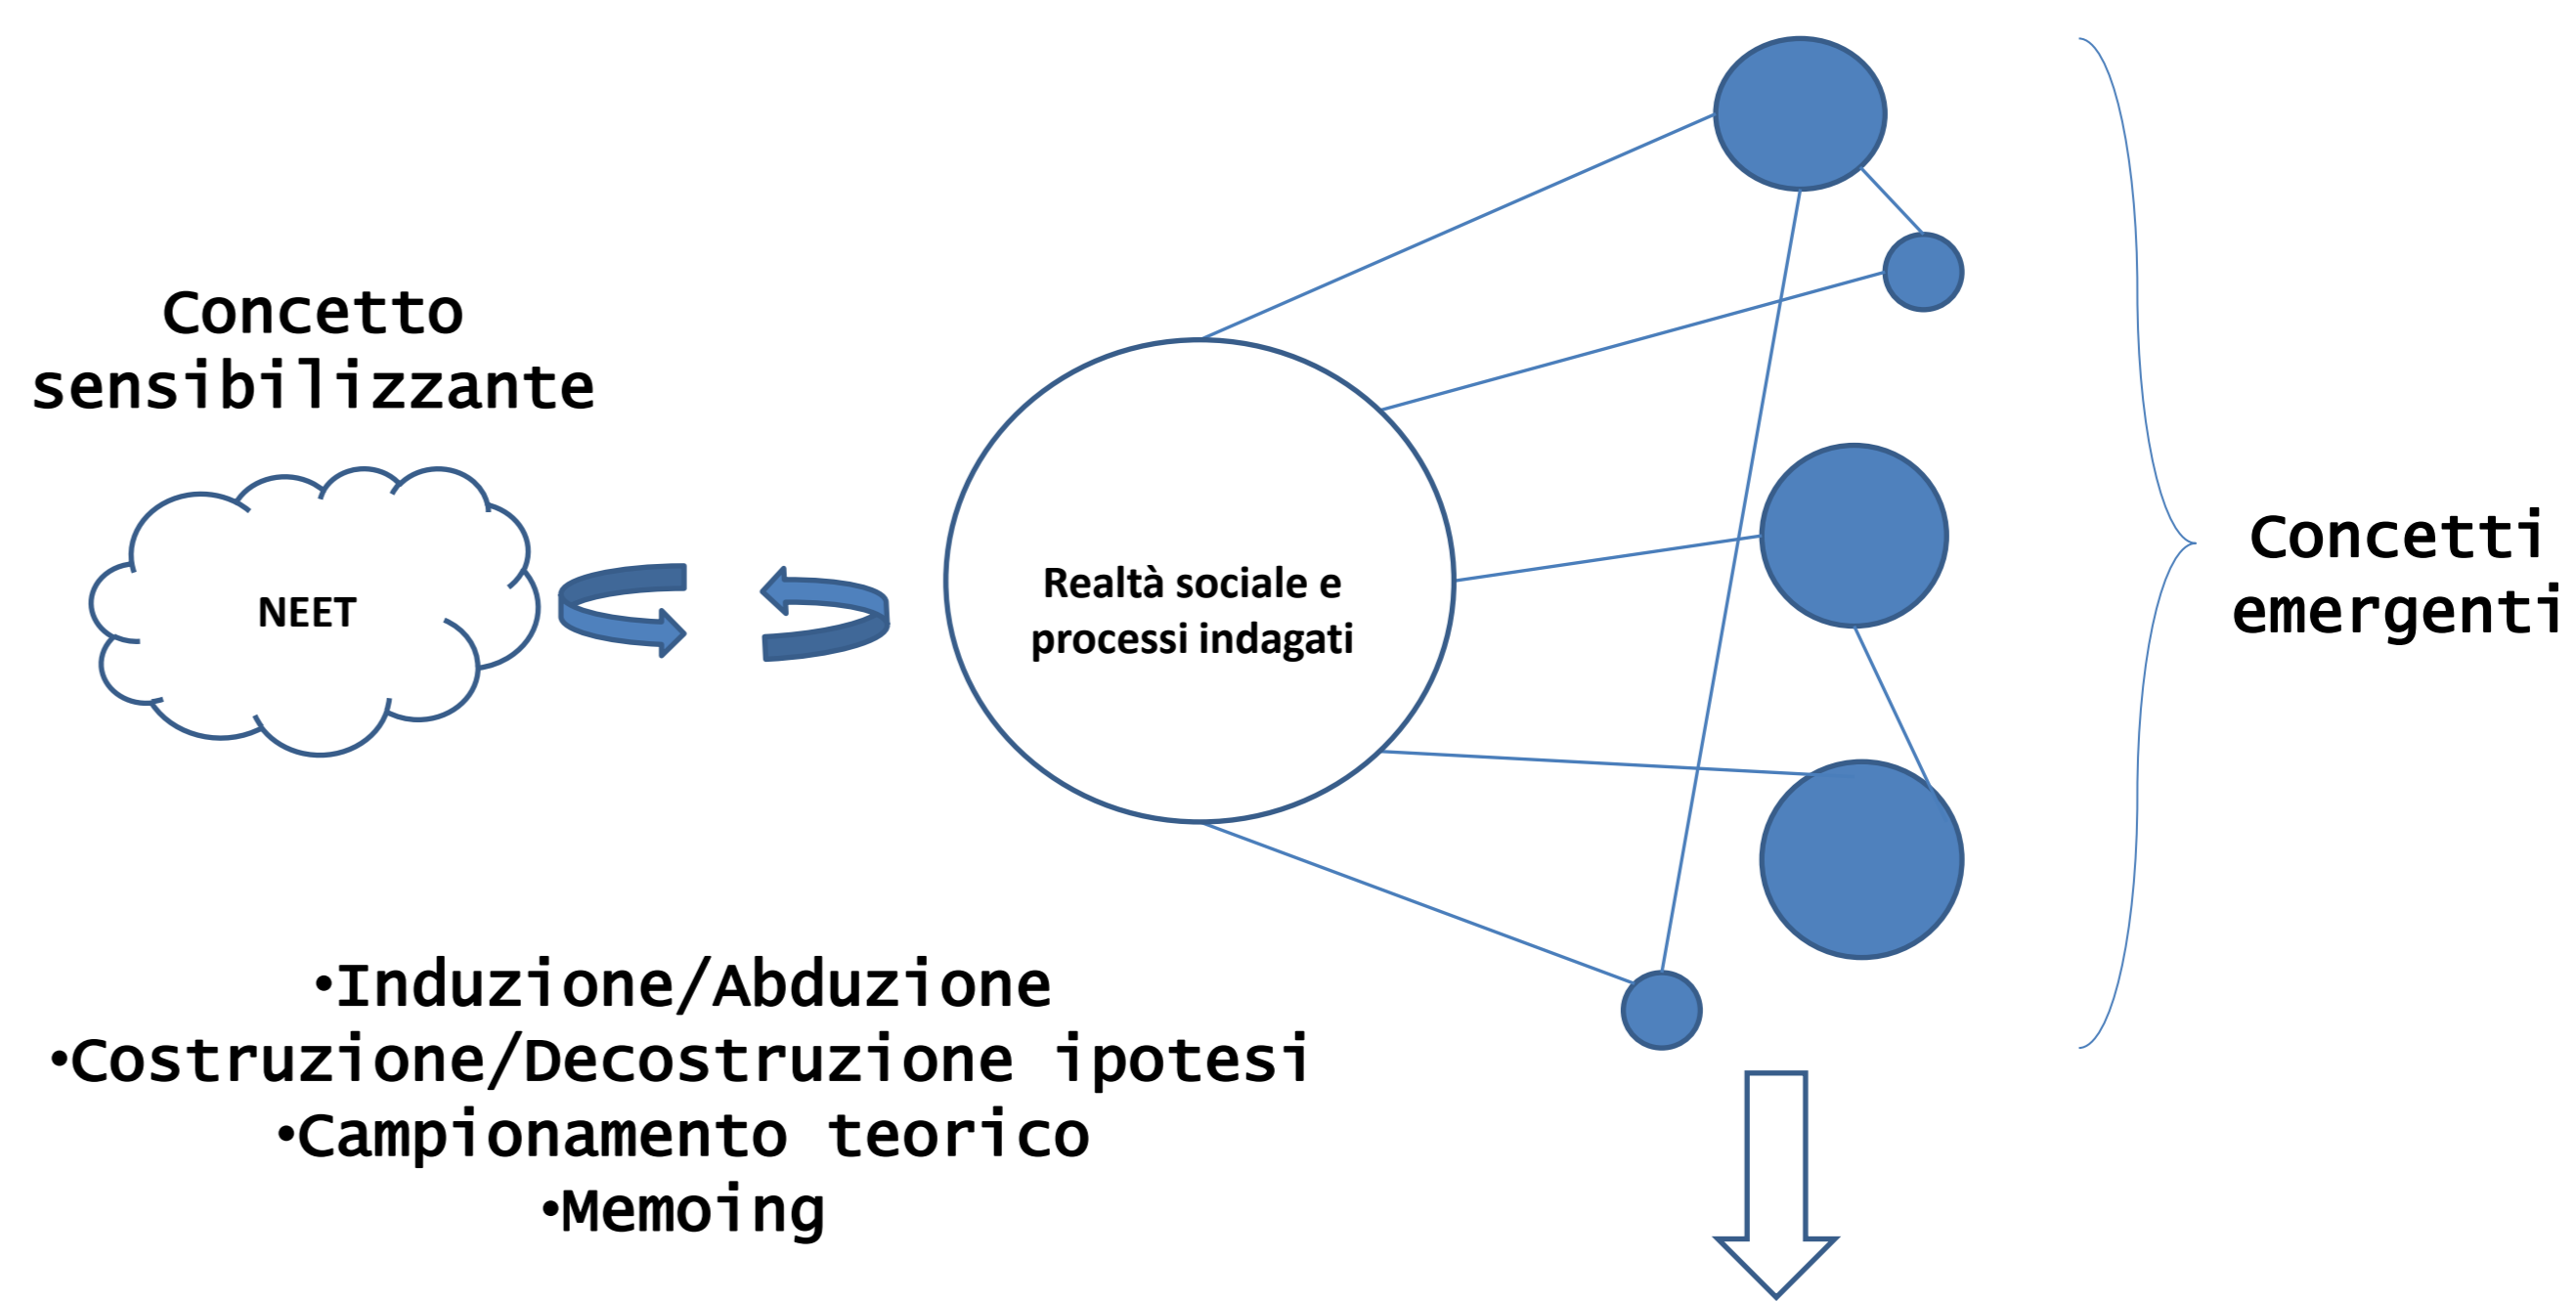 Concetto
sensibilizzante
NEET
Realtà sociale e
processi indagati
Concetti
emergenti
•Induzione/Abduzione
•Costruzione/Decostruzione ipotesi
•Campionamento teorico
•Memoing